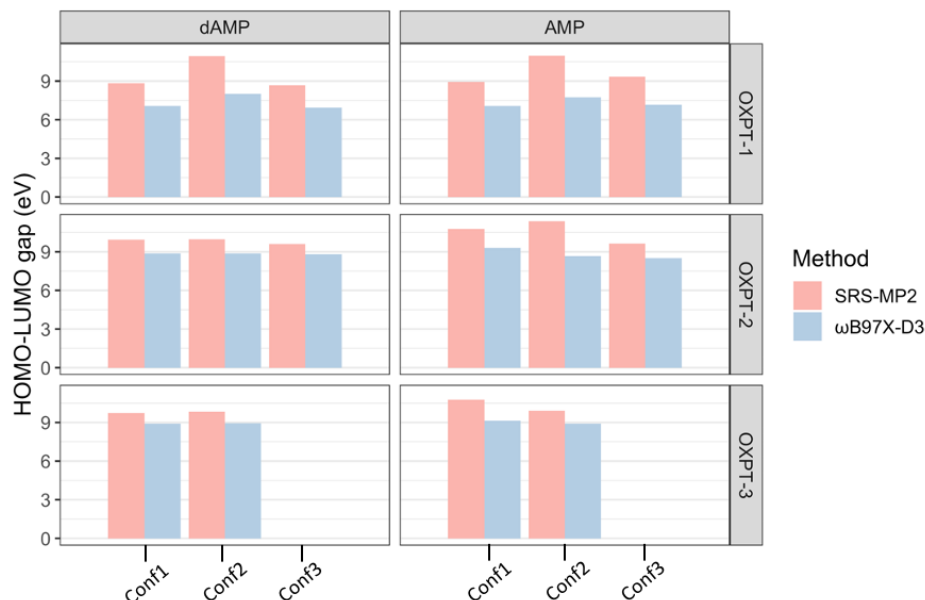 dAMP
AMP
HOMO-LUMO gap (eV)
9
6
3
0
OXPT-1
9
6
3
0
OXPT-2
9
6
3
0
OXPT-3
Conf1
Conf2
Conf3
Conf1
Conf2
Conf3
Method
SRS-MP2
ωB97X-D3